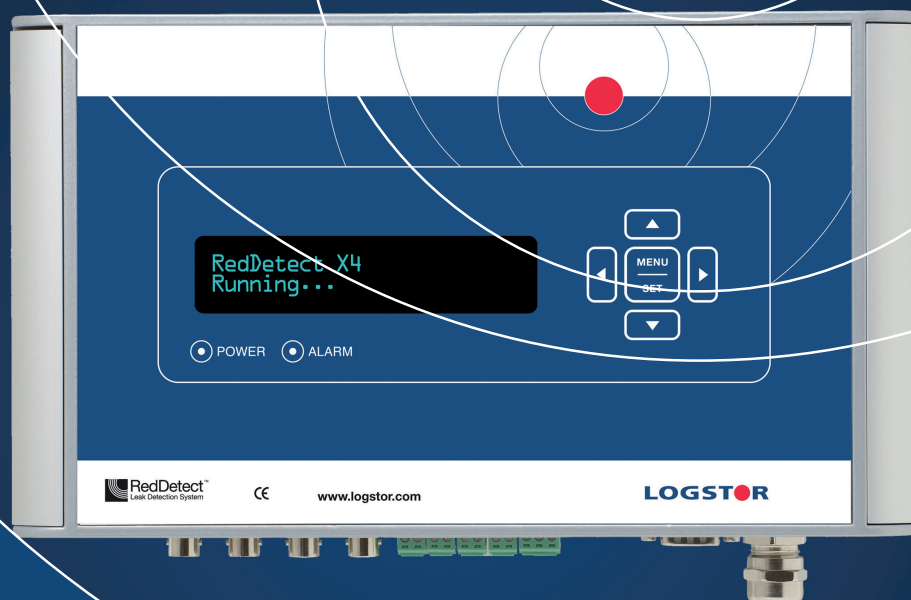 RedDetect X4
Running...
MENU
SET
POWER
ALARM
RedDetect™
Leak Detection System
CE
www.logstor.com
LOGSTOR